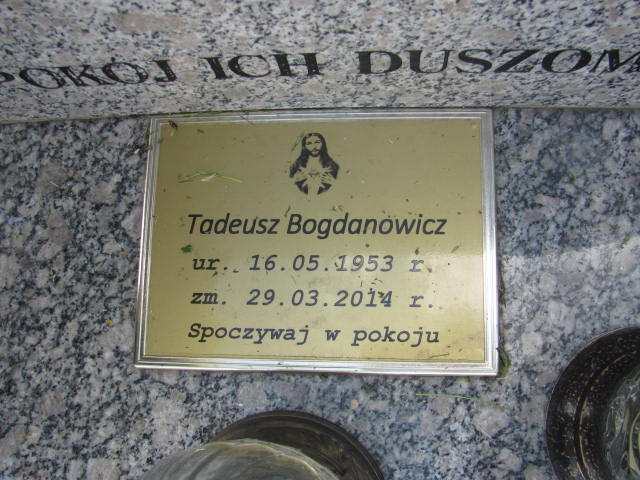 POKÓJ ICH DUSZOM
Tadeusz Bogdanowicz
ur. 16.05.1953 r.
zm. 29.03.2014 r.
Spoczywaj w pokoju